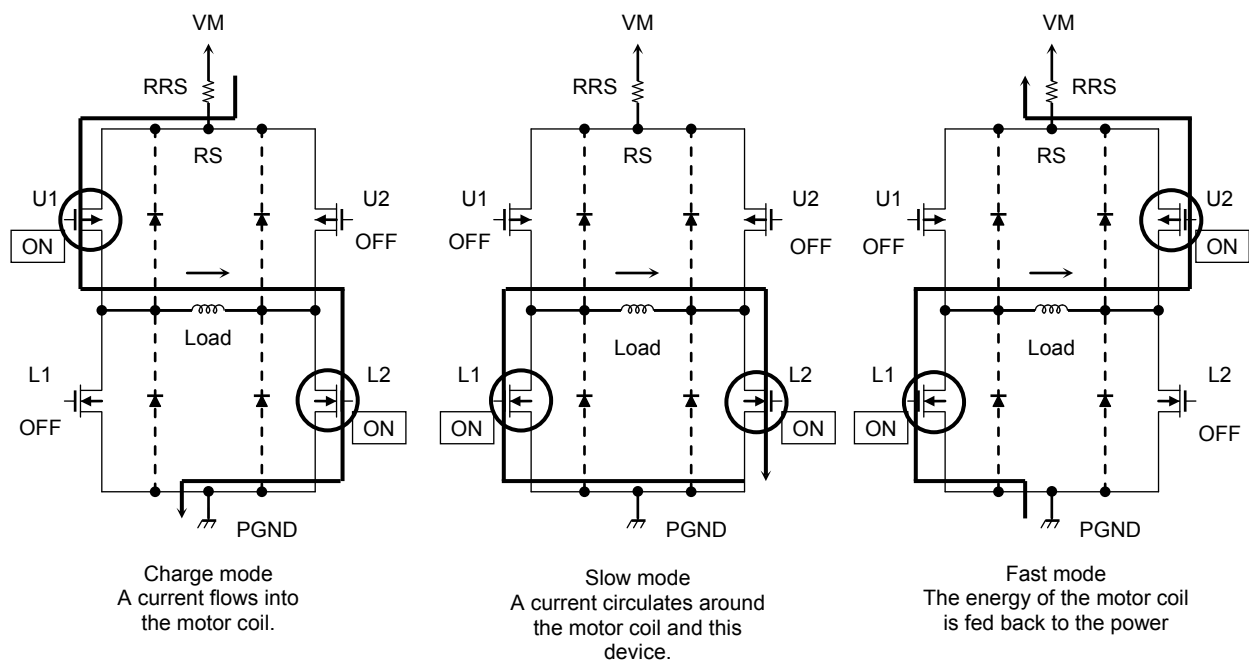 VM
RRS
RS
U1
ON
U2
OFF
Load
L1
OFF
L2
ON
PGND
Charge mode
A current flows into
the motor coil.
VM
RRS
RS
U1
OFF
U2
OFF
Load
L1
ON
L2
ON
PGND
Slow mode
A current circulates around
the motor coil and this
device.
VM
RRS
RS
U1
OFF
U2
ON
Load
L1
ON
L2
OFF
PGND
Fast mode
The energy of the motor coil
is fed back to the power